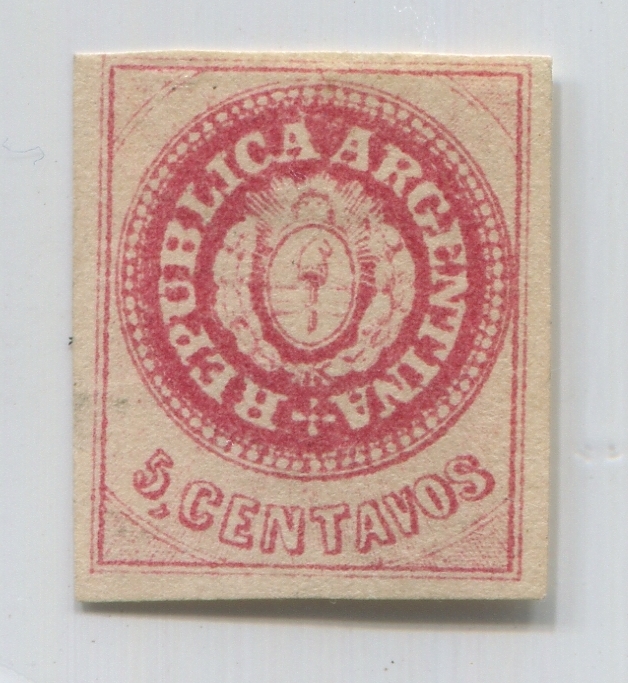 REPUBLICA ARGENTINA
5, CENTAVOS